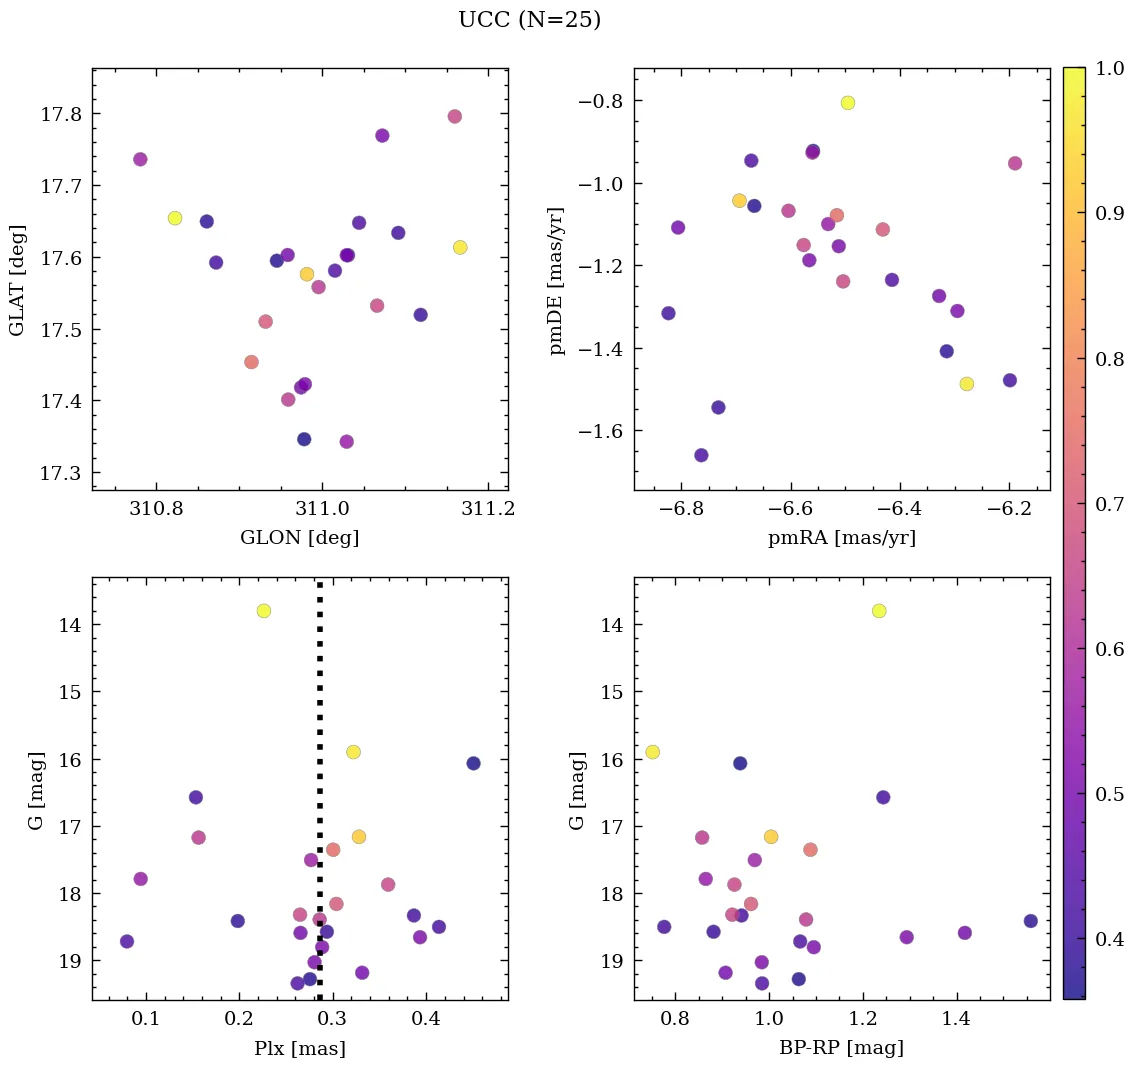 UCC (N=25)
17.8
17.7
17.6
17.5
17.4
17.3
GLAT [deg]
310.8 311.0 311.2
GLON [deg]
−0.8
−1.0
−1.2
−1.4
−1.6
pmDE [mas/yr]
−6.8 −6.6 −6.4 −6.2
pmRA [mas/yr]
1.0
0.9
0.8
0.7
0.6
0.5
0.4
14
15
16
17
18
19
G [mag]
0.1 0.2 0.3 0.4
Plx [mas]
14
15
16
17
18
19
G [mag]
0.8 1.0 1.2 1.4
BP-RP [mag]